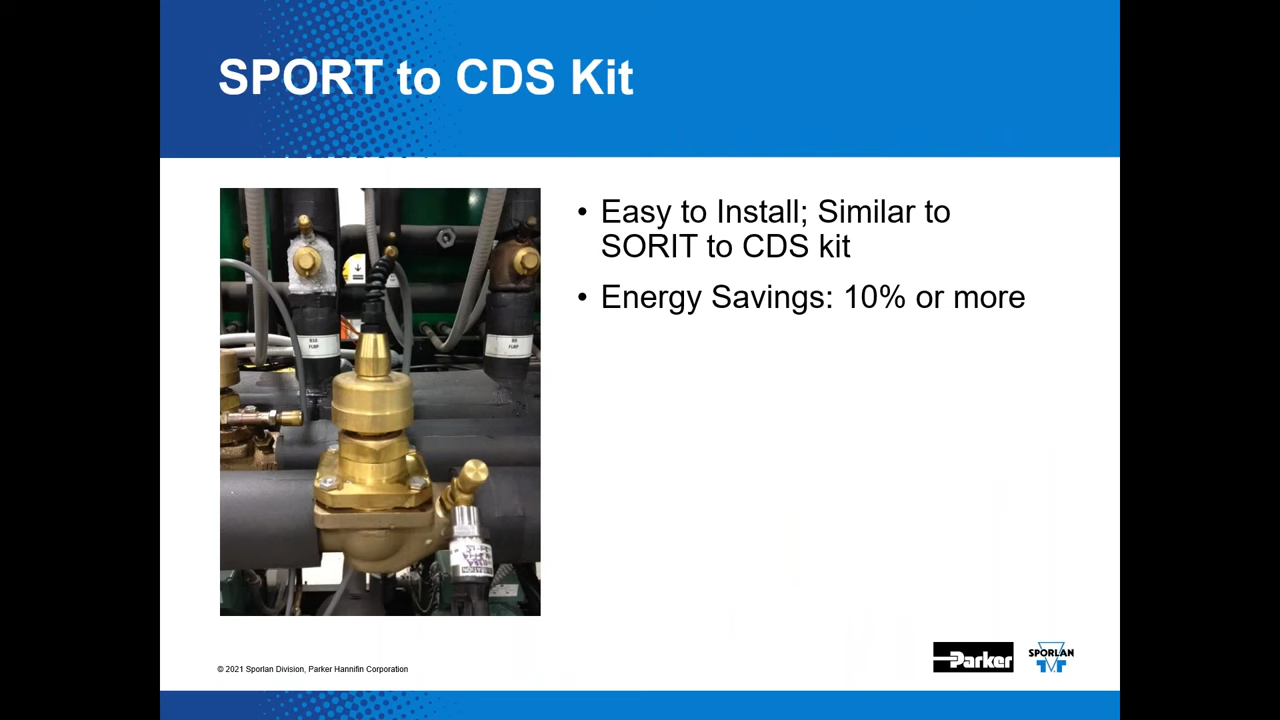 SPORT to CDS Kit
• Easy to Install; Similar to
SORIT to CDS kit
• Energy Savings: 10% or more
© 2021 Sporlan Division, Parker Hannifin Corporation
Parker
SPORLAN